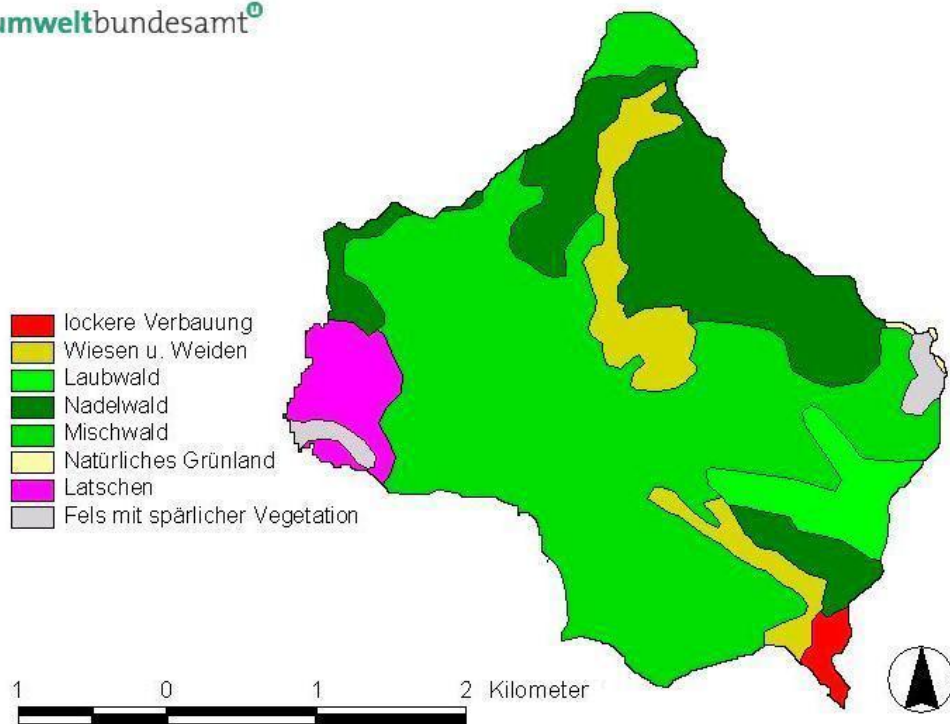 umweltbundesamt u
lockere Verbauung
Wiesen u. Weiden
Laubwald
Nadelwald
Mischwald
Natürliches Grünland
Latschen
Fels mit spärlicher Vegetation
1 0 1 2 Kilometer